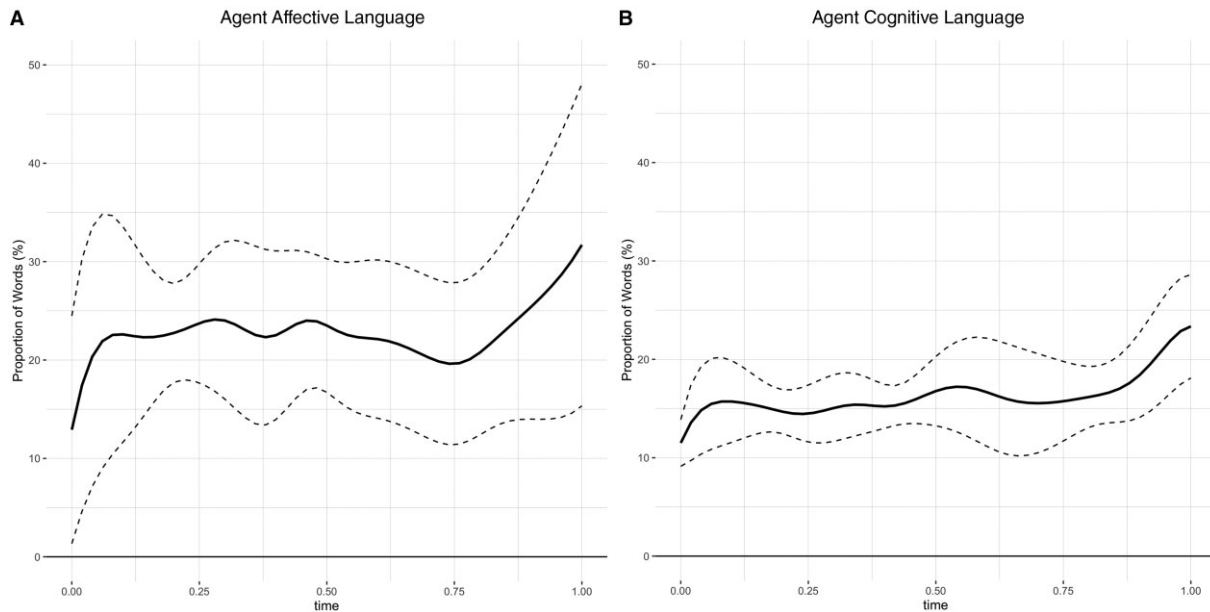 A
Agent Affective Language
50
40
30
20
10
0
Proportion of Words (%)
0.00 0.25 0.50 0.75 1.00
time
B
Agent Cognitive Language
50
40
30
20
10
0
Proportion of Words (%)
0.00 0.25 0.50 0.75 1.00
time